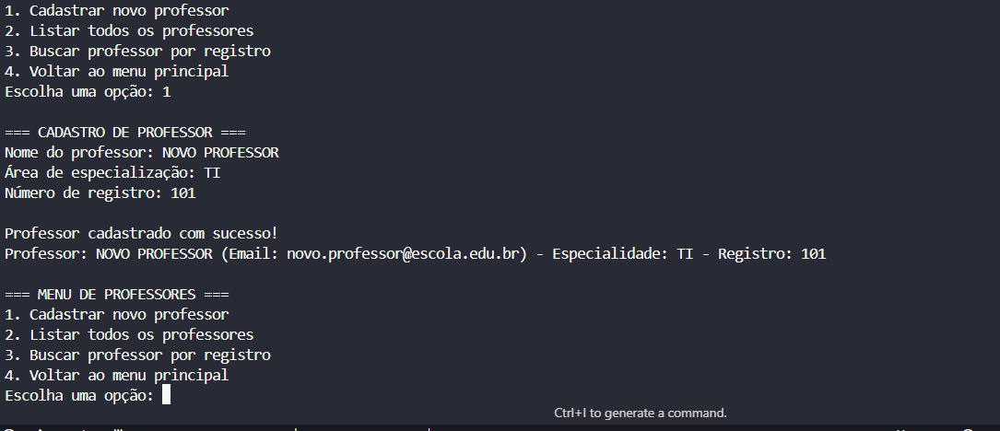 1. Cadastrar novo professor
2. Listar todos os professores
3. Buscar professor por registro
4. Voltar ao menu principal
Escolha uma opção: 1
=== CADASTRO DE PROFESSOR ===
Nome do professor: NOVO PROFESSOR
Área de especialização: TI
Número de registro: 101
Professor cadastrado com sucesso!
Professor: NOVO PROFESSOR (Email: novo.professor@escola.edu.br) - Especialidade: TI - Registro: 101
=== MENU DE PROFESSORES ===
1. Cadastrar novo professor
2. Listar todos os professores
3. Buscar professor por registro
4. Voltar ao menu principal
Escolha uma opção:
Ctrl+I to generate a command.